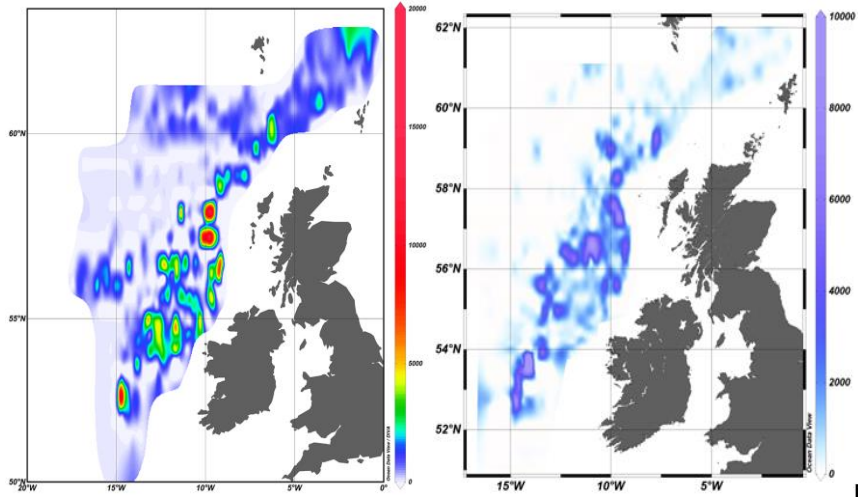 20000
15000
10000
5000
0
60°N
55°N
50°N
20°W
15°W
10°W
5°W
0°
Ocean Data View / DIVA
10000
8000
6000
4000
2000
0
62°N
60°N
58°N
56°N
54°N
52°N
15°W
10°W
5°W
Ocean Data View